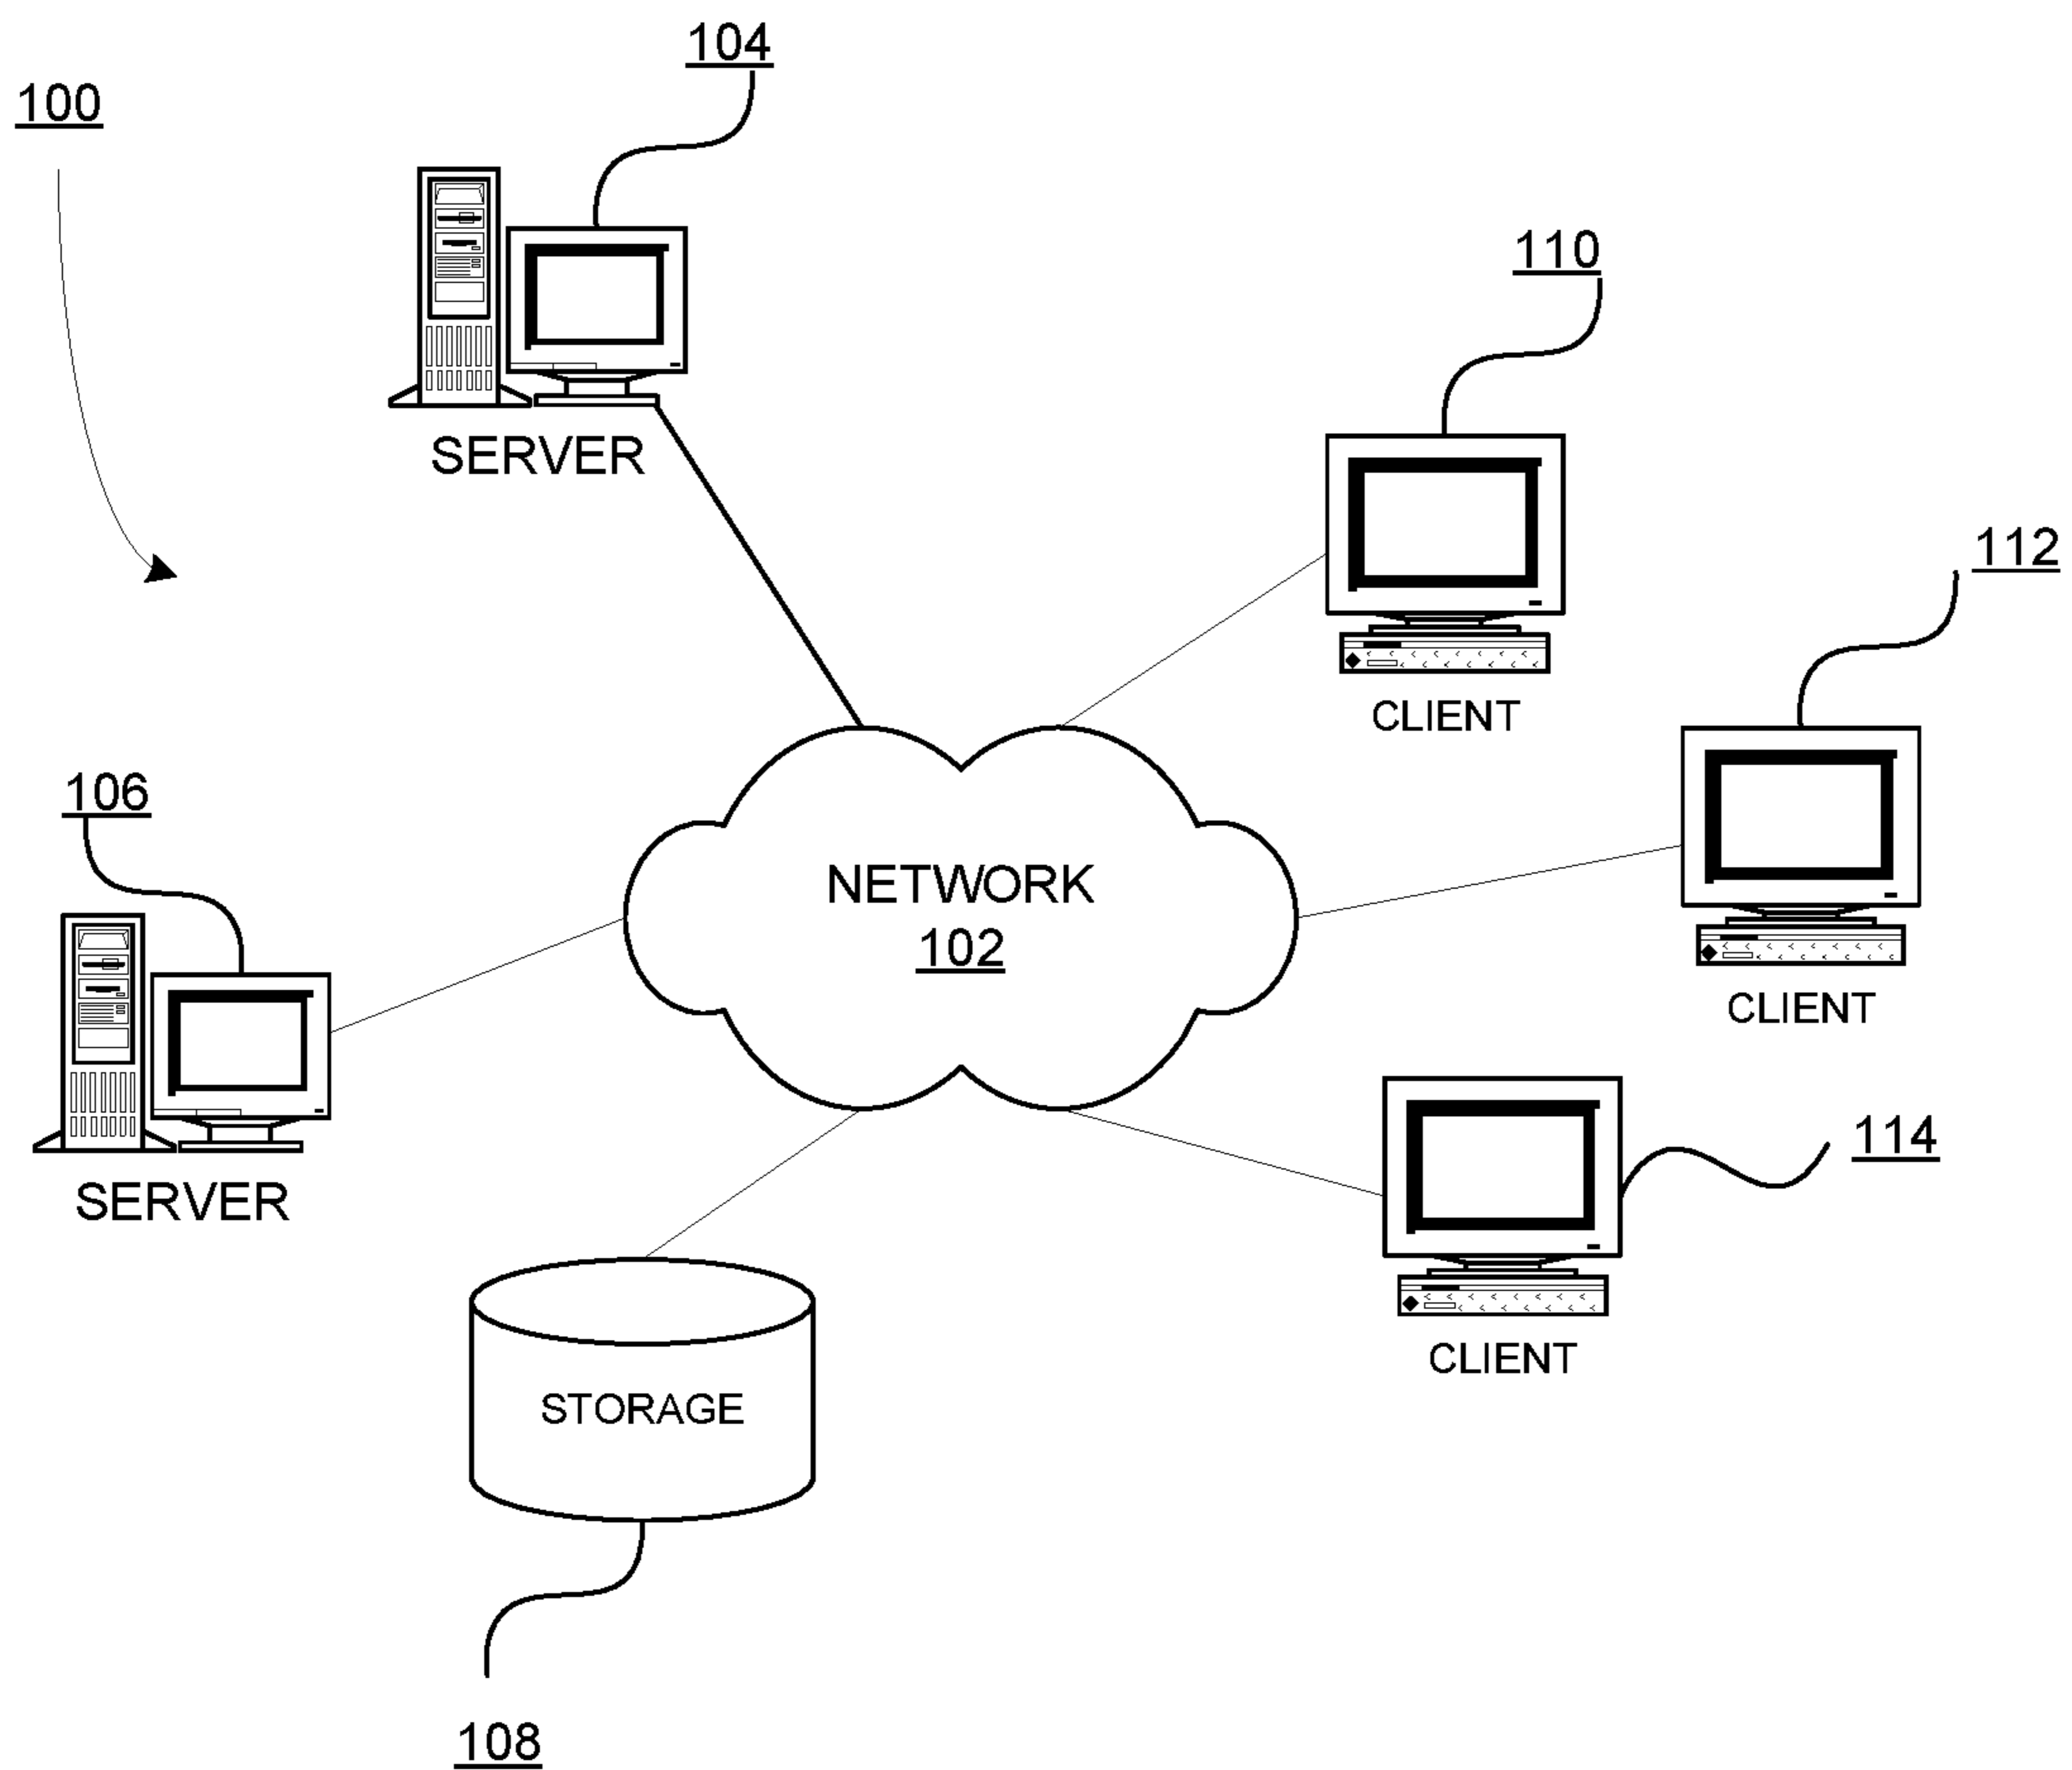 104
100
SERVER
110
CLIENT
112
CLIENT
106
SERVER
NETWORK
102
114
CLIENT
STORAGE
108